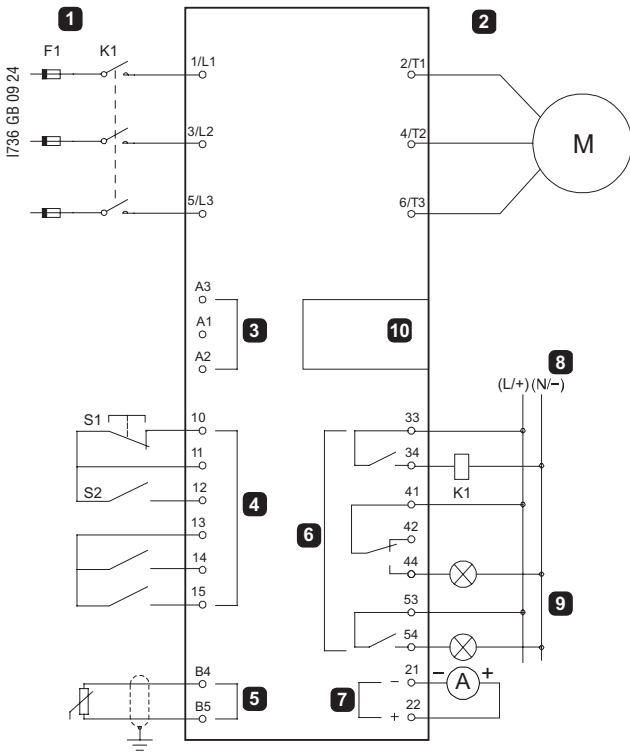 1
2
F1
K1
1/L1
2/T1
I736 GB 09 24
3/L2
4/T2
M
5/L3
6/T3
A3
A1
3
10
A2
8
(L/+) (N/−)
S1
10
33
11
34
K1
S2
12
4
41
13
6
42
14
44
15
53
9
54
B4
21
−
− A +
5
7
B5
22
+